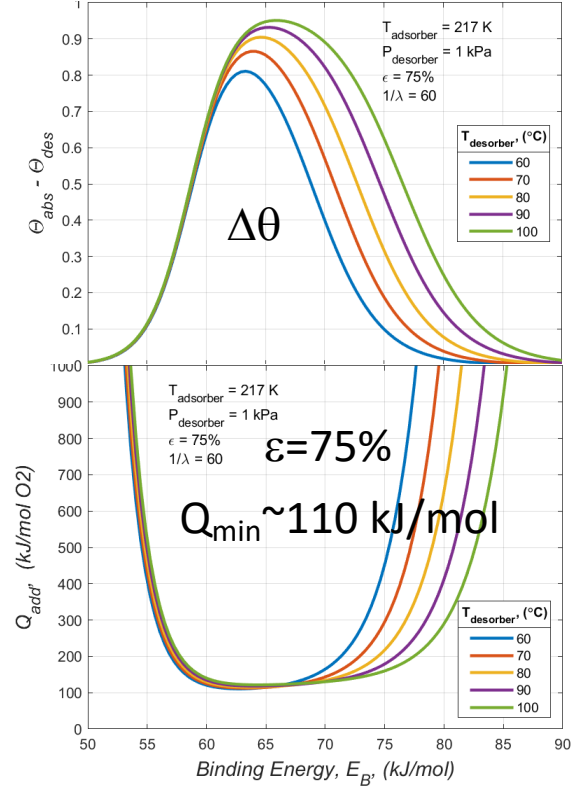 1
0.9
0.8
0.7
0.6
0.5
0.4
0.3
0.2
0.1
Θabs - Θdes
Tadsorber = 217 K
Pdesorber = 1 kPa
ϵ = 75%
1/λ = 60
Tdesorber, (°C)
60
70
80
90
100
Δθ
1000
900
800
700
600
500
400
300
200
100
0
Qadd, (kJ/mol O2)
Tadsorber = 217 K
Pdesorber = 1 kPa
ϵ = 75%
1/λ = 60
ε=75%
Qmin~110 kJ/mol
Tdesorber, (°C)
60
70
80
90
100
50 55 60 65 70 75 80 85 90
Binding Energy, EB, (kJ/mol)